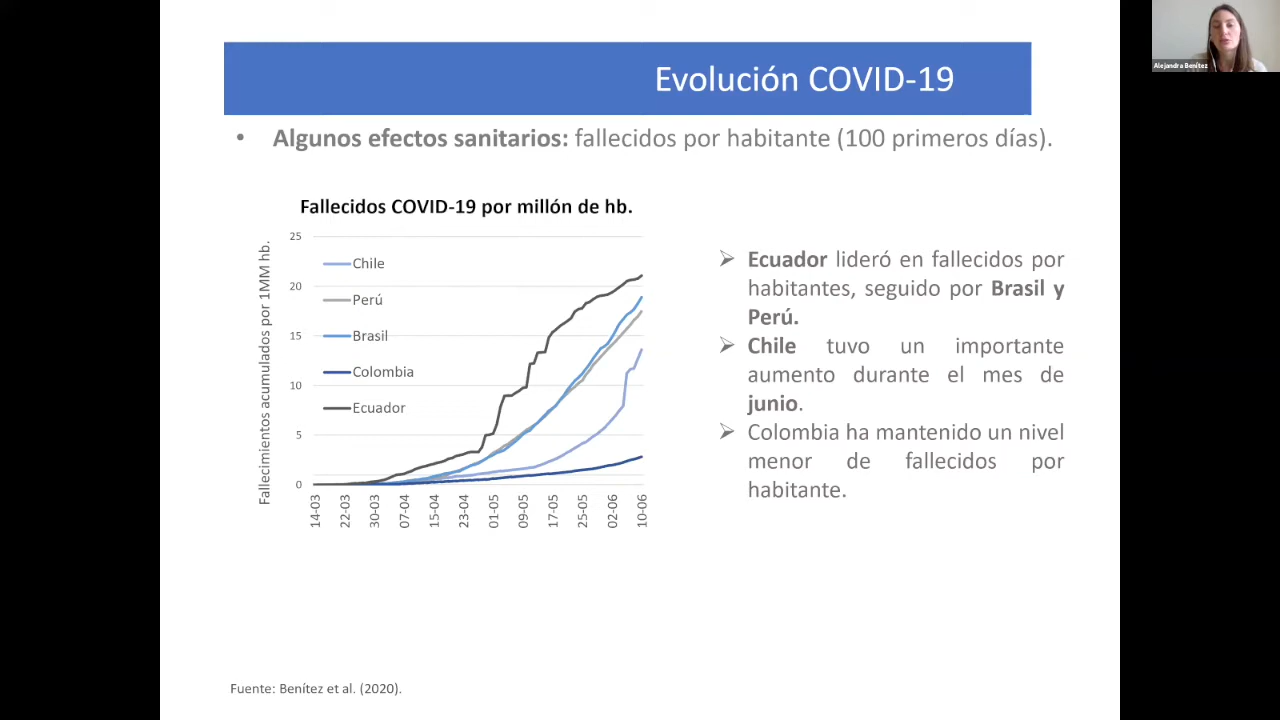 Alejandra Benítez
Evolución COVID-19
• Algunos efectos sanitarios: fallecidos por habitante (100 primeros días).
Fallecidos COVID-19 por millón de hb.
Fallecimientos acumulados por 1MM hb.
25
20
15
10
5
0
Chile
Perú
Brasil
Colombia
Ecuador
14-03
22-03
30-03
07-04
15-04
23-04
01-05
09-05
17-05
25-05
02-06
10-06
Ecuador lideró en fallecidos por
habitantes, seguido por Brasil y
Perú.
Chile tuvo un importante
aumento durante el mes de
junio.
Colombia ha mantenido un nivel
menor de fallecidos por
habitante.
Fuente: Benítez et al. (2020).